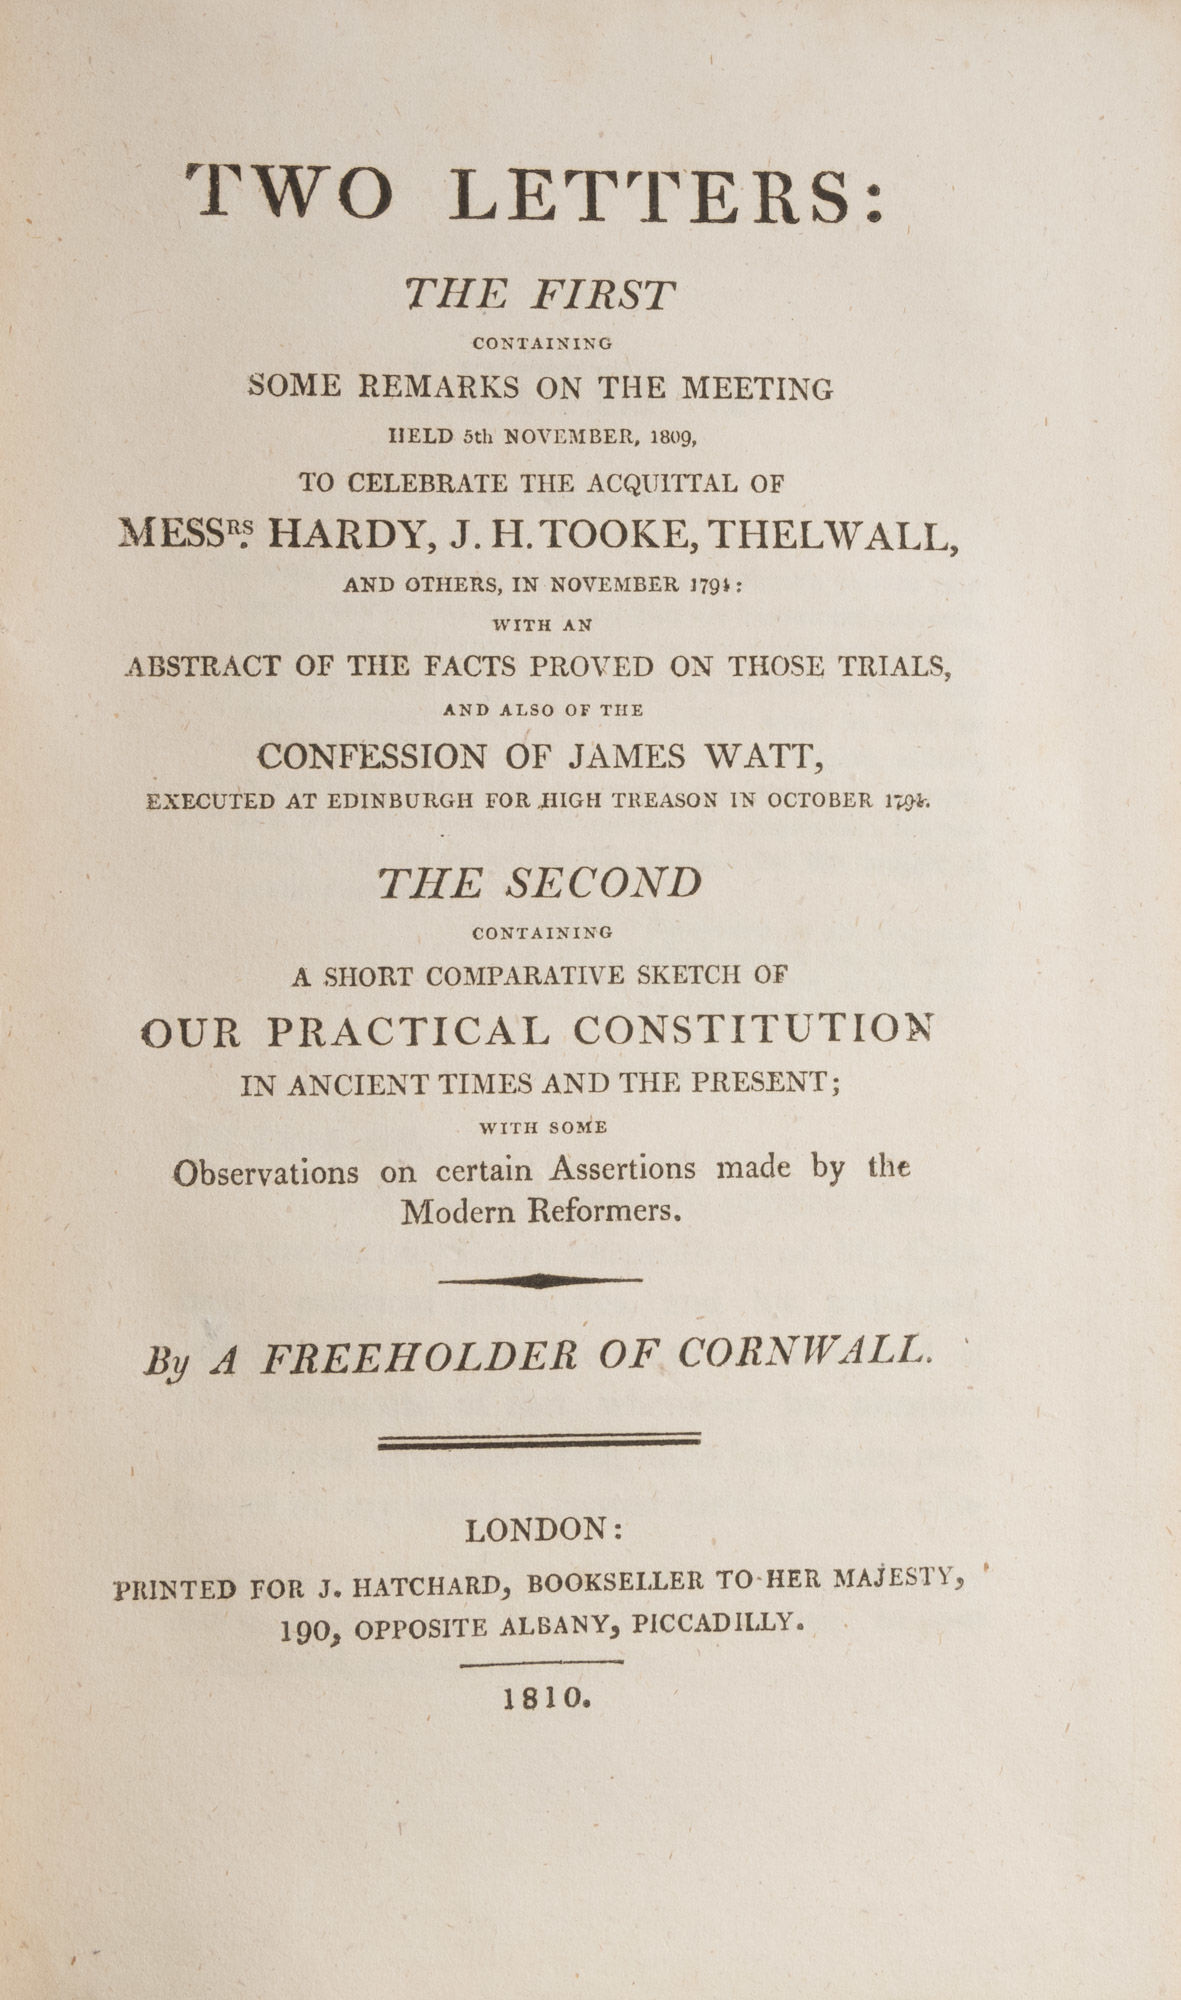 TWO LETTERS:
THE FIRST
CONTAINING
SOME REMARKS ON THE MEETING
HELD 5th NOVEMBER, 1809,
TO CELEBRATE THE ACQUITTAL OF
MESSRS. HARDY, J. H. TOOKE, THELWALL,
AND OTHERS, IN NOVEMBER 1794:
WITH AN
ABSTRACT OF THE FACTS PROVED ON THOSE TRIALS,
AND ALSO OF THE
CONFESSION OF JAMES WATT,
EXECUTED AT EDINBURGH FOR HIGH TREASON IN OCTOBER 1794.
THE SECOND
CONTAINING
A SHORT COMPARATIVE SKETCH OF
OUR PRACTICAL CONSTITUTION
IN ANCIENT TIMES AND THE PRESENT;
WITH SOME
Observations on certain Assertions made by the
Modern Reformers.
By A FREEHOLDER OF CORNWALL.
LONDON:
PRINTED FOR J. HATCHARD, BOOKSELLER TO HER MAJESTY,
190, OPPOSITE ALBANY, PICCADILLY.
1810.